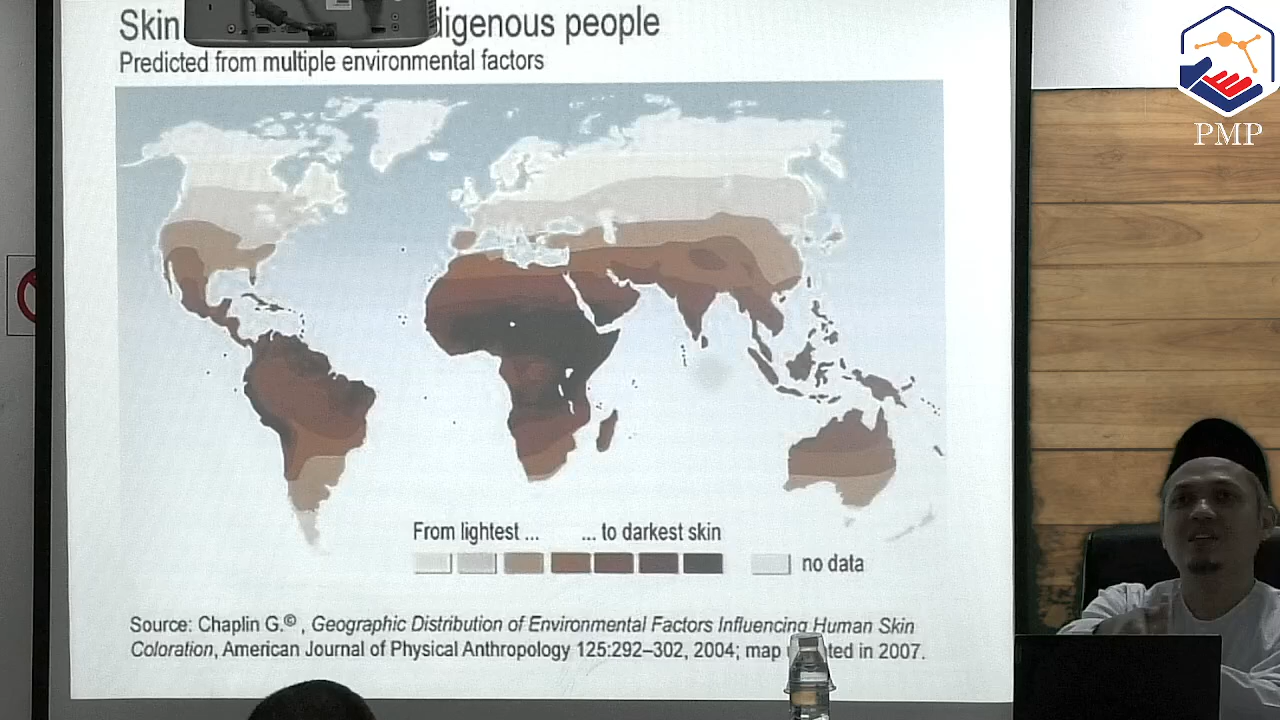 Skin digenous people
Predicted from multiple environmental factors
PMP
From lightest ... ... to darkest skin
no data
Source: Chaplin G.©, Geographic Distribution of Environmental Factors Influencing Human Skin
Coloration, American Journal of Physical Anthropology 125:292–302, 2004; map ted in 2007.